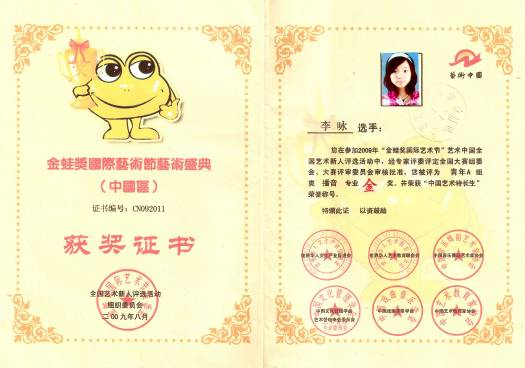 金蛙獎國際藝術節藝術盛典
（中國區）
证书编号：CN092011
获奖证书
全国艺术新人评选活动
组织委员会
二00九年八月
藝術中國
李咏 选手：
您在参加2009年“金蛙奖国际艺术节”艺术中国全
国艺术新人评选活动中，经专家评委评定全国大赛组委
会、大赛评审委员会审核批准，您被评为 青年A 组
类 播音 专业 金 奖，并荣获“中国艺术特长生”
荣誉称号。
特颁此证 以资鼓励